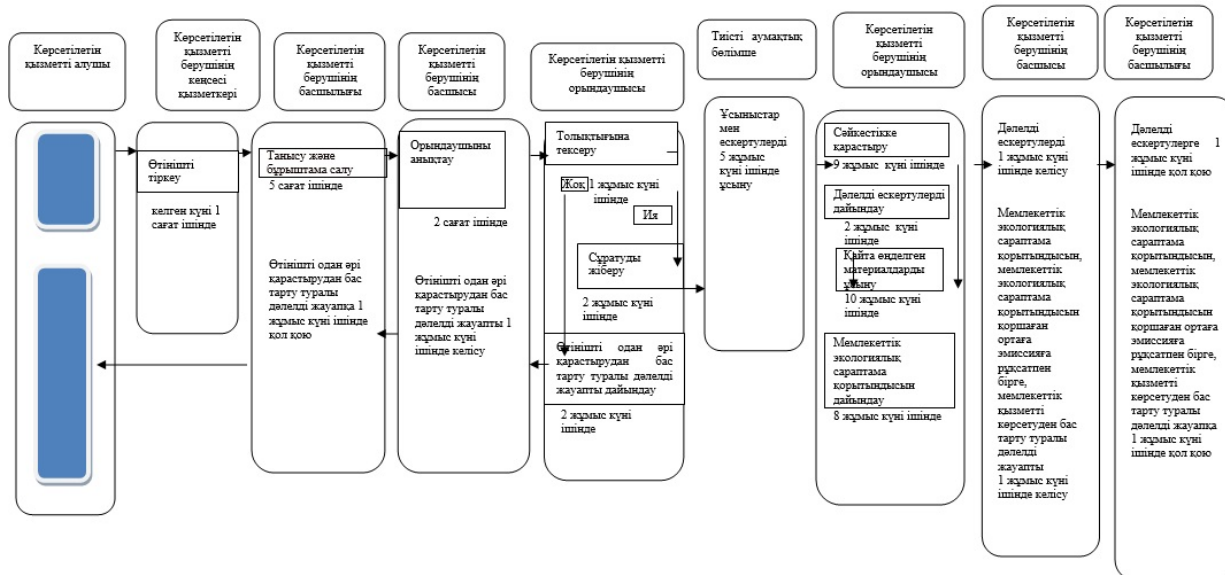 Көрсетілетін
қызметті алушы
Көрсетілетін
қызметті
берушінің
кеңсесі
қызметкері
Көрсетілетін
қызметті
берушінің
басшылығы
Көрсетілетін
қызметті
берушінің
басшысы
Көрсетілетін қызметті
берушінің
орындаушысы
Тиісті аумақтық
бөлімше
Көрсетілетін
қызметті
берушінің
орындаушысы
Көрсетілетін
қызметті
берушінің
басшысы
Көрсетілетін
қызметті
берушінің
басшылығы
Өтінішті
тіркеу
келген күні 1
сағат ішінде
Танысу және
бұрыштама салу
5 сағат ішінде
Өтінішті одан әрі
қарастырудан бас
тарту туралы
дәлелді жауапқа 1
жұмыс күні ішінде
қол қою
Орындаушыны
анықтау
2 сағат ішінде
Өтінішті одан әрі
қарастырудан бас
тарту туралы
дәлелді жауапты 1
жұмыс күні
ішінде келісу
Толықтығына
тексеру
Жоқ
1 жұмыс күні
ішінде
Ия
Сұратуды
жіберу
2 жұмыс күні
ішінде
Өтінішті одан әрі
қарастырудан бас
тарту туралы дәлелді
жауапты дайындау
2 жұмыс күні
ішінде
Ұсыныстар
мен
ескертулерді
5 жұмыс
күні ішінде
ұсыну
Сәйкестікке
қарастыру
9 жұмыс күні ішінде
Дәлелді ескертулерді
дайындау
2 жұмыс күні
ішінде
Қайта өңделген
материалдарды
ұсыну
10 жұмыс күні
ішінде
Мемлекеттік
экологиялық
сараптама
қорытындысын
дайындау
8 жұмыс күні ішінде
Дәлелді
ескертулерді
1 жұмыс күні
ішінде келісу
Мемлекеттік
экологиялық
сараптама
қорытындысын,
мемлекеттік
экологиялық
сараптама
қорытындысын
қоршаған
ортаға
эмиссияға
рұқсатпен
бірге,
мемлекеттік
қызметті
көрсетуден бас
тарту туралы
дәлелді
жауапты
1 жұмыс күні
ішінде келісу
Дәлелді
ескертулерге 1
жұмыс күні
ішінде қол қою
Мемлекеттік
экологиялық
сараптама
қорытындысын,
мемлекеттік
экологиялық
сараптама
қорытындысын
қоршаған ортаға
эмиссияға
рұқсатпен бірге,
мемлекеттік
қызметті
көрсетуден бас
тарту туралы
дәлелді жауапқа
1 жұмыс күні
ішінде қол қою